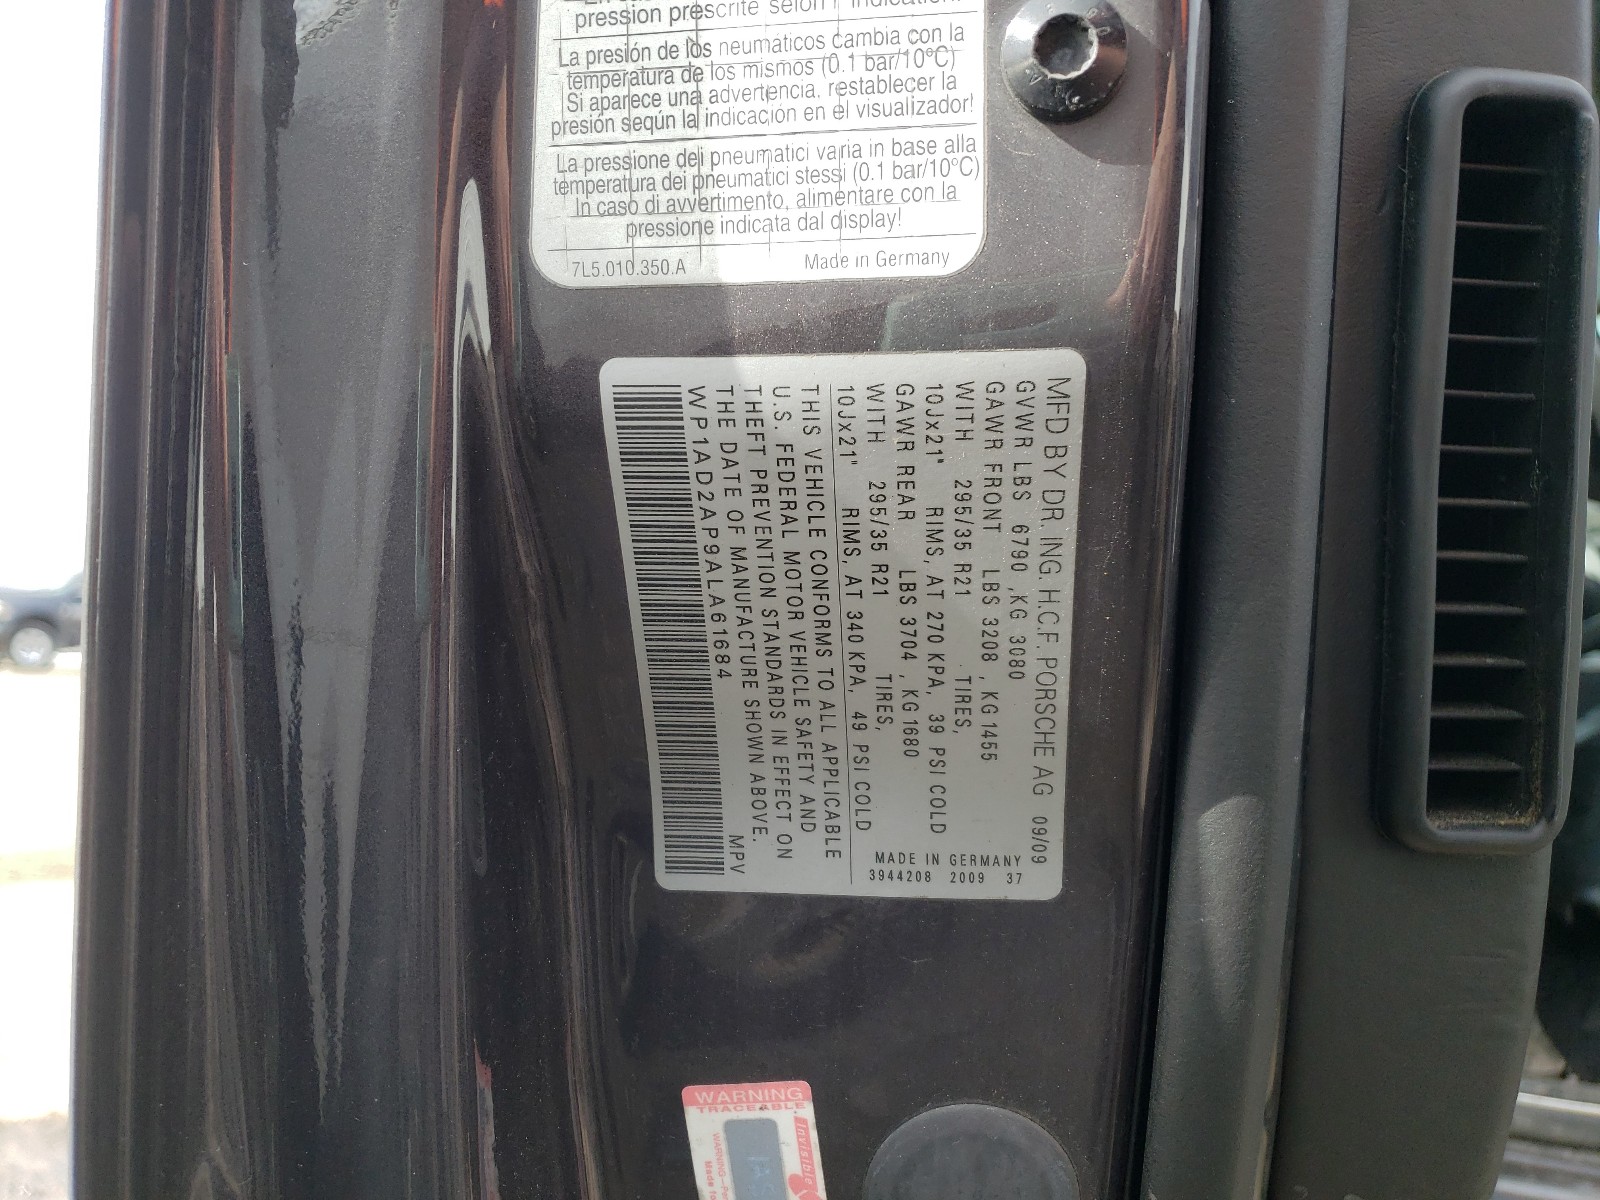 pression prescrite selon l'indication!
La presión de los neumáticos cambia con la
temperatura de los mismos (0.1 bar/10°C)
Si aparece una advertencia, restablecer la
presión según la indicación en el visualizador!
La pressione deli pneumatici varia in base alla
temperatura dei pneumatici stessi (0.1 bar/10°C)
In caso di avvertimento, alimentare con la
pressione indicata dal display!
7L5.010.350.A Made in Germany
MFD BY DR. ING. H.C.F. PORSCHE AG 09/09
GVWR LBS 6790 ,KG 3080
GAWR FRONT LBS 3208 , KG 1455
WITH 295/35 R21 TIRES,
10Jx21" RIMS, AT 270 KPA, 39 PSI COLD
GAWR REAR LBS 3704 , KG 1680
WITH 295/35 R21 TIRES,
10Jx21" RIMS, AT 340 KPA, 49 PSI COLD
MADE IN GERMANY
3944208 2009 37
THIS VEHICLE CONFORMS TO ALL APPLICABLE
U.S. FEDERAL MOTOR VEHICLE SAFETY AND
THEFT PREVENTION STANDARDS IN EFFECT ON
THE DATE OF MANUFACTURE SHOWN ABOVE.
WP1AD2AP9ALA61684 MPV
WARNING
TRACEABLE
Invisible